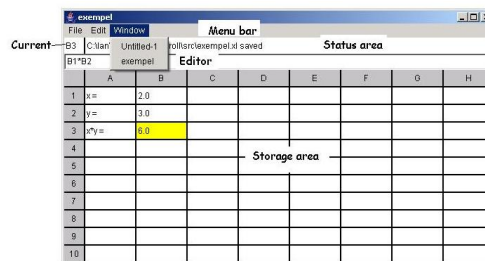 exempel
File Edit Window Menu bar
Current B3 C:\Ian' roll\src\exempel.xl saved Status area
Untitled-1
B1*B2 exempel Editor
A B C D E F G H
1 x = 2.0
2 y = 3.0
3 x*y = 6.0
4 Storage area
5
6
7
8
9
10